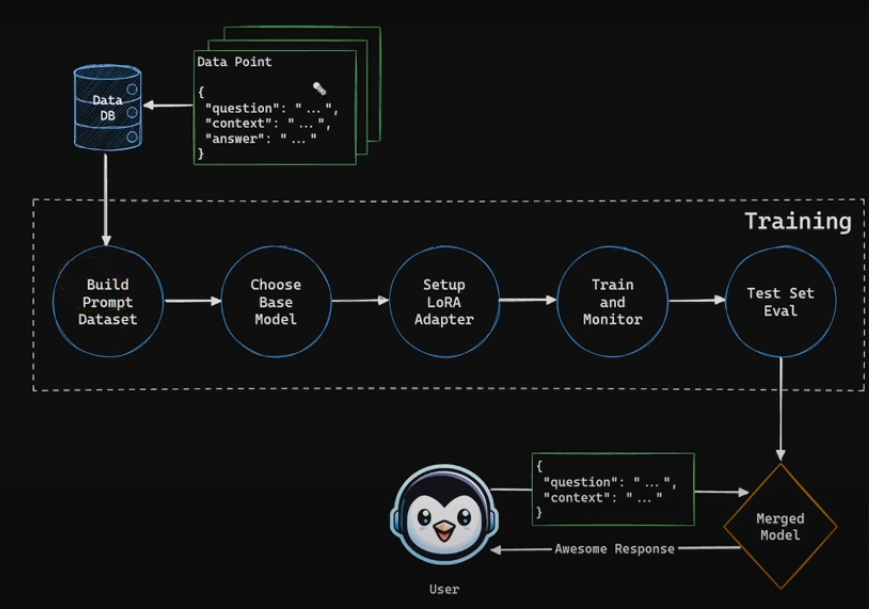 Data Point
{
"question": "...",
"context": "...",
"answer": "..."
}
Data
DB
Training
Build
Prompt
Dataset
Choose
Base
Model
Setup
LoRA
Adapter
Train
and
Monitor
Test Set
Eval
{
"question": "...",
"context": "..."
}
Merged
Model
Awesome Response
User